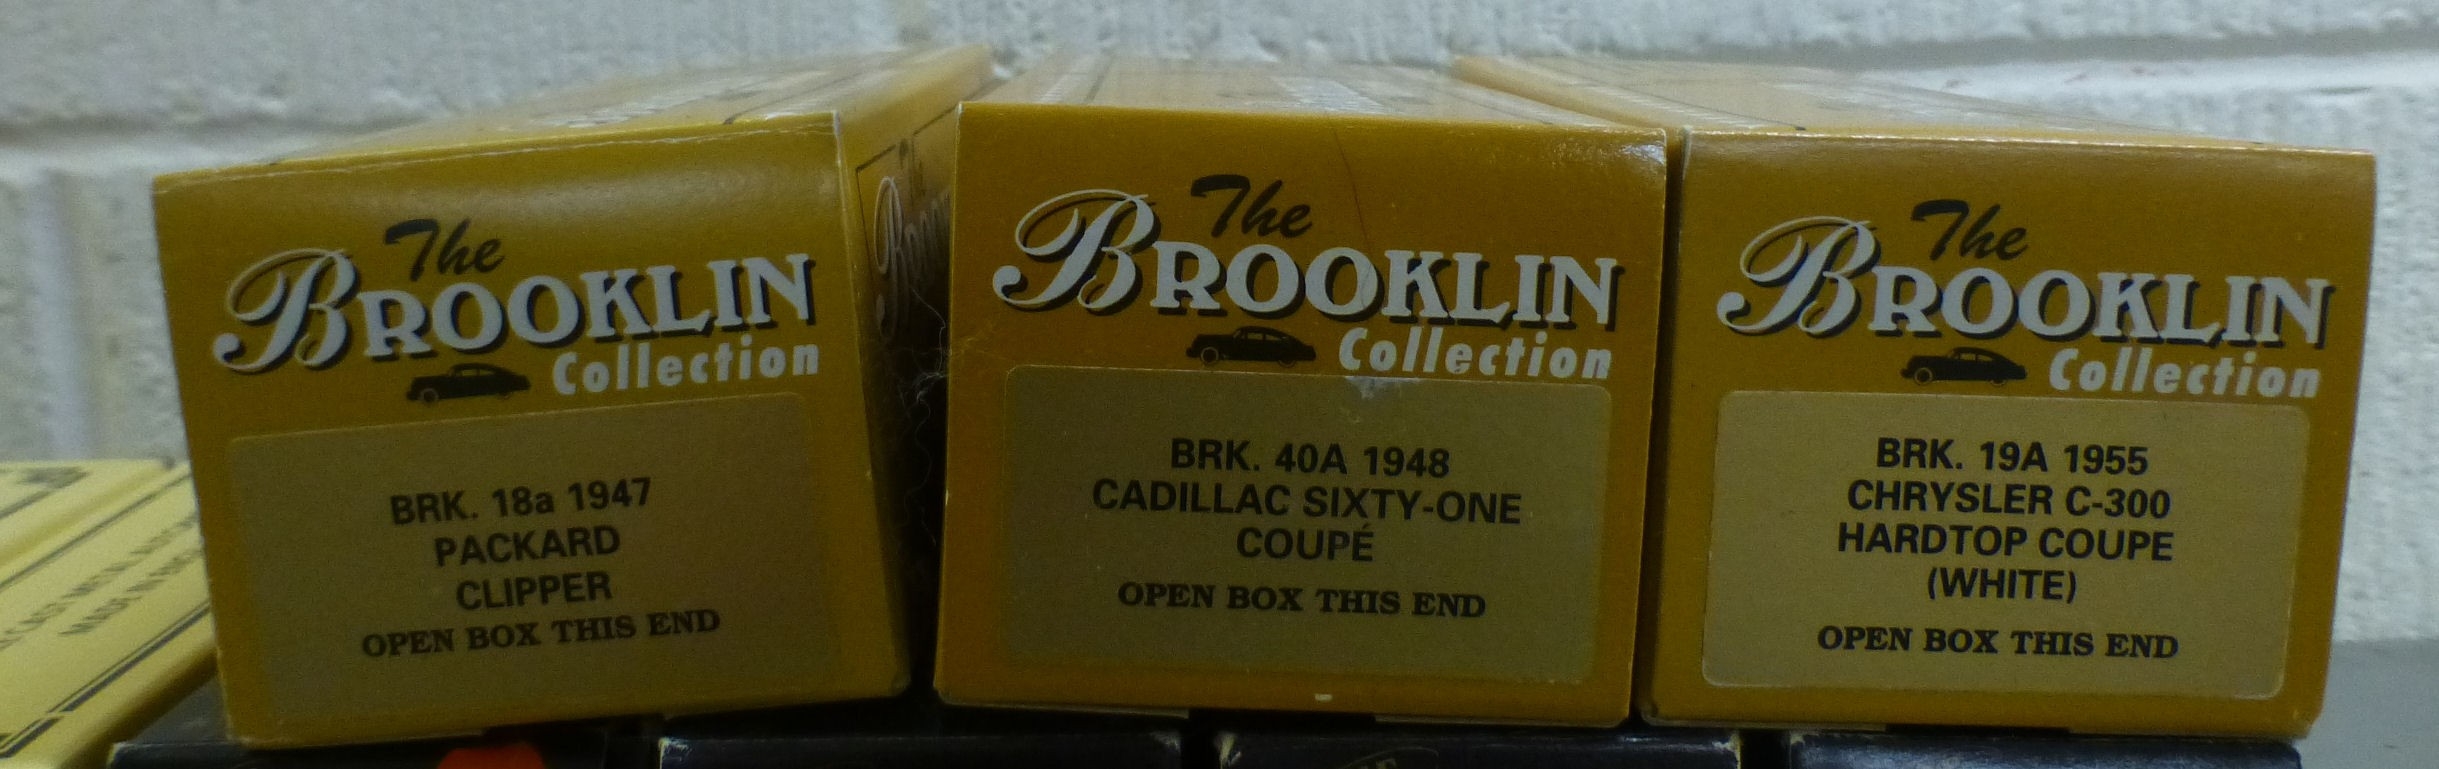 The
BROOKLIN
Collection
BRK. 18a 1947
PACKARD
CLIPPER
OPEN BOX THIS END
The
BROOKLIN
Collection
BRK. 40A 1948
CADILLAC SIXTY-ONE
COUPÉ
OPEN BOX THIS END
The
BROOKLIN
Collection
BRK. 19A 1955
CHRYSLER C-300
HARDTOP COUPE
(WHITE)
OPEN BOX THIS END